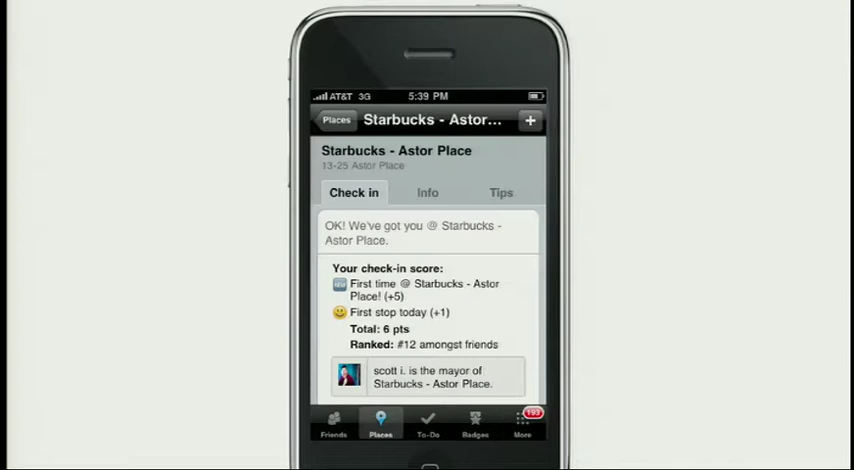 AT&T 3G 5:39 PM
Places Starbucks - Astor... +
Starbucks - Astor Place
13-25 Astor Place
Check in Info Tips
OK! We've got you @ Starbucks -
Astor Place.
Your check-in score:
NEW First time @ Starbucks - Astor
Place! (+5)
First stop today (+1)
Total: 6 pts
Ranked: #12 amongst friends
scott i. is the mayor of
Starbucks - Astor Place.
193
Friends Places To-Do Badges More